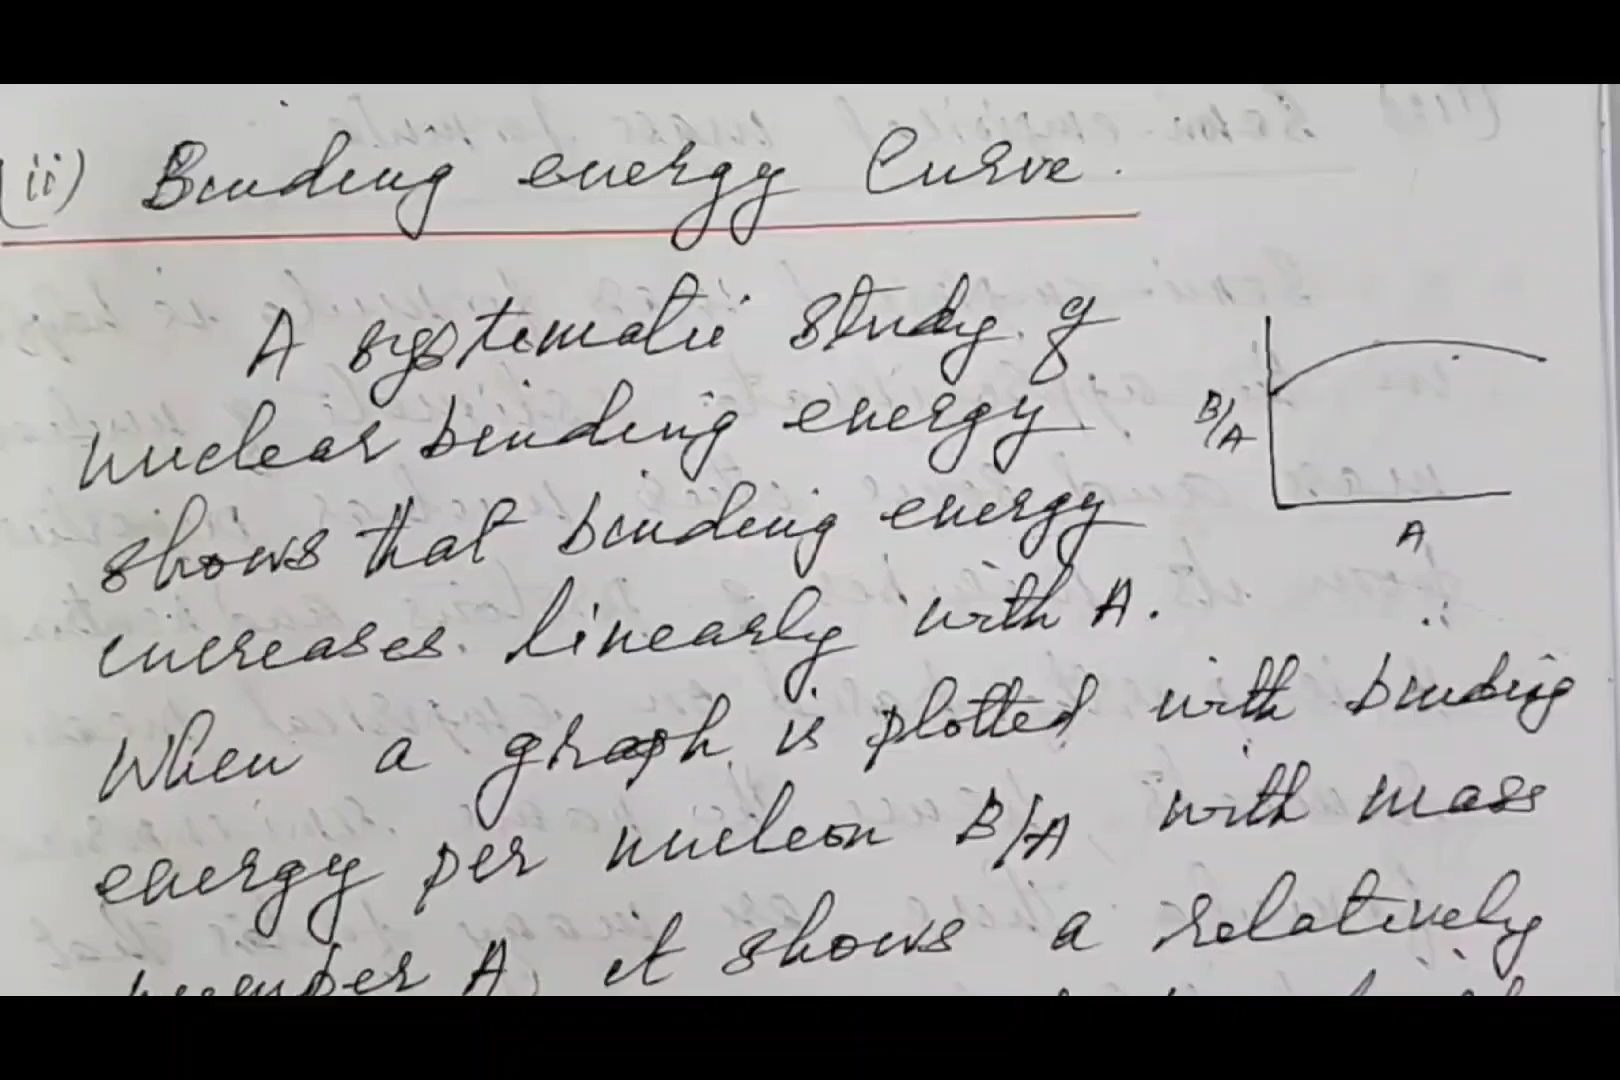 (ii) Binding energy Curve.
A systematic study of
nuclear binding energy
shows that binding energy
increases linearly with A.
When a graph is plotted with binding
energy per nucleon B/A with mass
number A, it shows a relatively
B/A
A